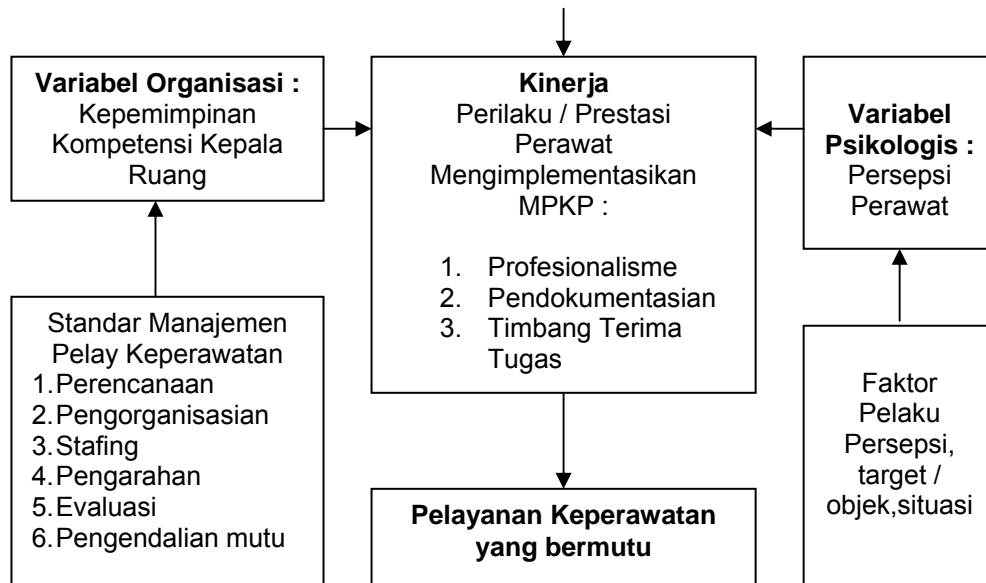 Variabel Organisasi :
Kepemimpinan
Kompetensi Kepala
Ruang
Standar Manajemen
Pelay Keperawatan
1.Perencanaan
2.Pengorganisasian
3.Stafing
4.Pengarahan
5.Evaluasi
6.Pengendalian mutu
Kinerja
Perilaku / Prestasi
Perawat
Mengimplementasikan
MPKP :
1. Profesionalisme
2. Pendokumentasian
3. Timbang Terima
Tugas
Pelayanan Keperawatan
yang bermutu
Variabel
Psikologis :
Persepsi
Perawat
Faktor
Pelaku
Persepsi,
target /
objek,situasi